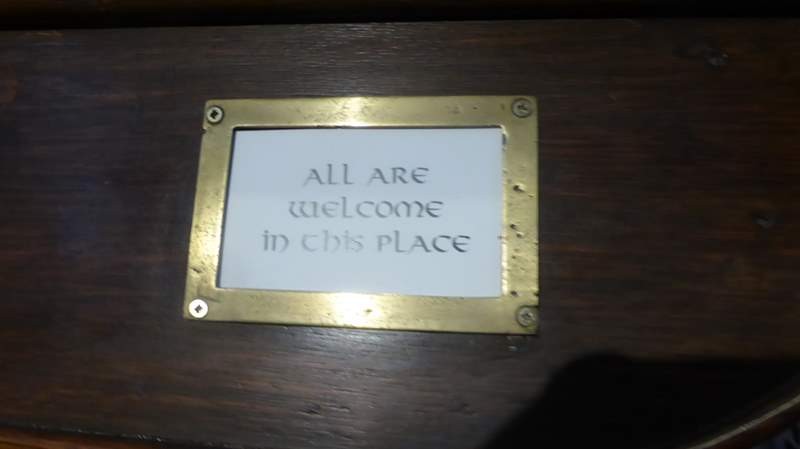 ALL ARE
WELCOME
IN THIS PLACE